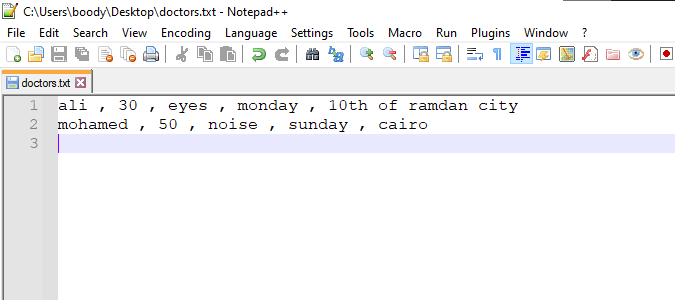 C:\Users\boody\Desktop\doctors.txt - Notepad++
File Edit Search View Encoding Language Settings Tools Macro Run Plugins Window ?
doctors.txt
1 ali , 30 , eyes , monday , 10th of ramdan city
2 mohamed , 50 , noise , sunday , cairo
3